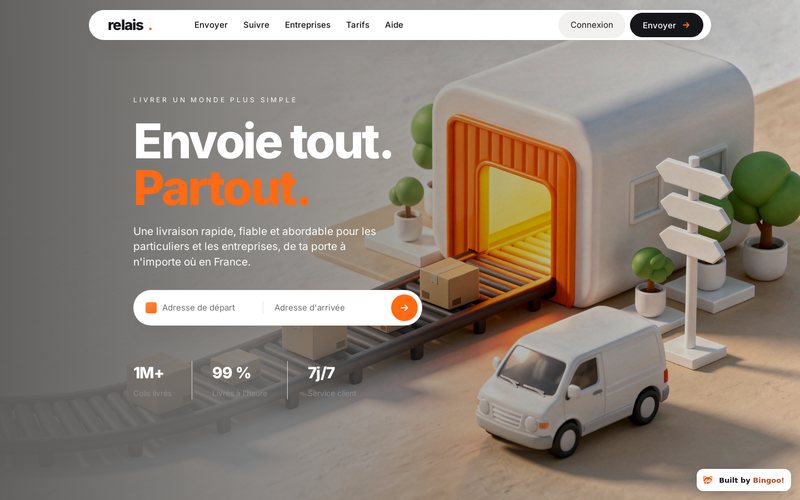 relais.
Envoyer Suivre Entreprises Tarifs Aide
Connexion
Envoyer →
LIVRER UN MONDE PLUS SIMPLE
Envoie tout.
Partout.
Une livraison rapide, fiable et abordable pour les
particuliers et les entreprises, de ta porte à
n'importe où en France.
Adresse de départ
Adresse d'arrivée
1M+ 99 % 7j/7
Colis livrés Livrés à l'heure Service client
Built by Bingoo!